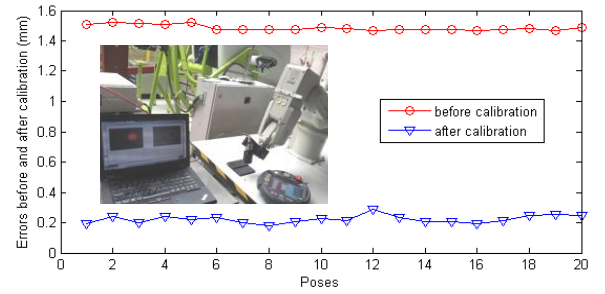 Errors before and after calibration (mm)
1.6
1.4
1.2
1
0.8
0.6
0.4
0.2
0
before calibration
after calibration
0 2 4 6 8 10 12 14 16 18 20
Poses